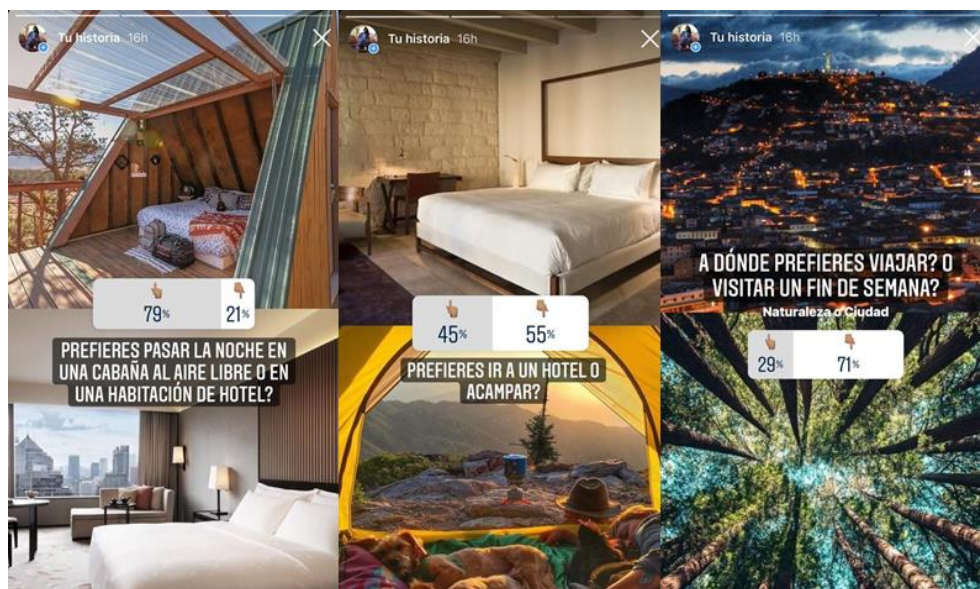 Tu historia 16h
79% 21%
PREFIERES PASAR LA NOCHE EN
UNA CABAÑA AL AIRE LIBRE O EN
UNA HABITACIÓN DE HOTEL?
Tu historia 16h
45% 55%
PREFIERES IR A UN HOTEL O
ACAMPAR?
Tu historia 16h
A DÓNDE PREFIERES VIAJAR? O
VISITAR UN FIN DE SEMANA?
Naturaleza o Ciudad
29% 71%